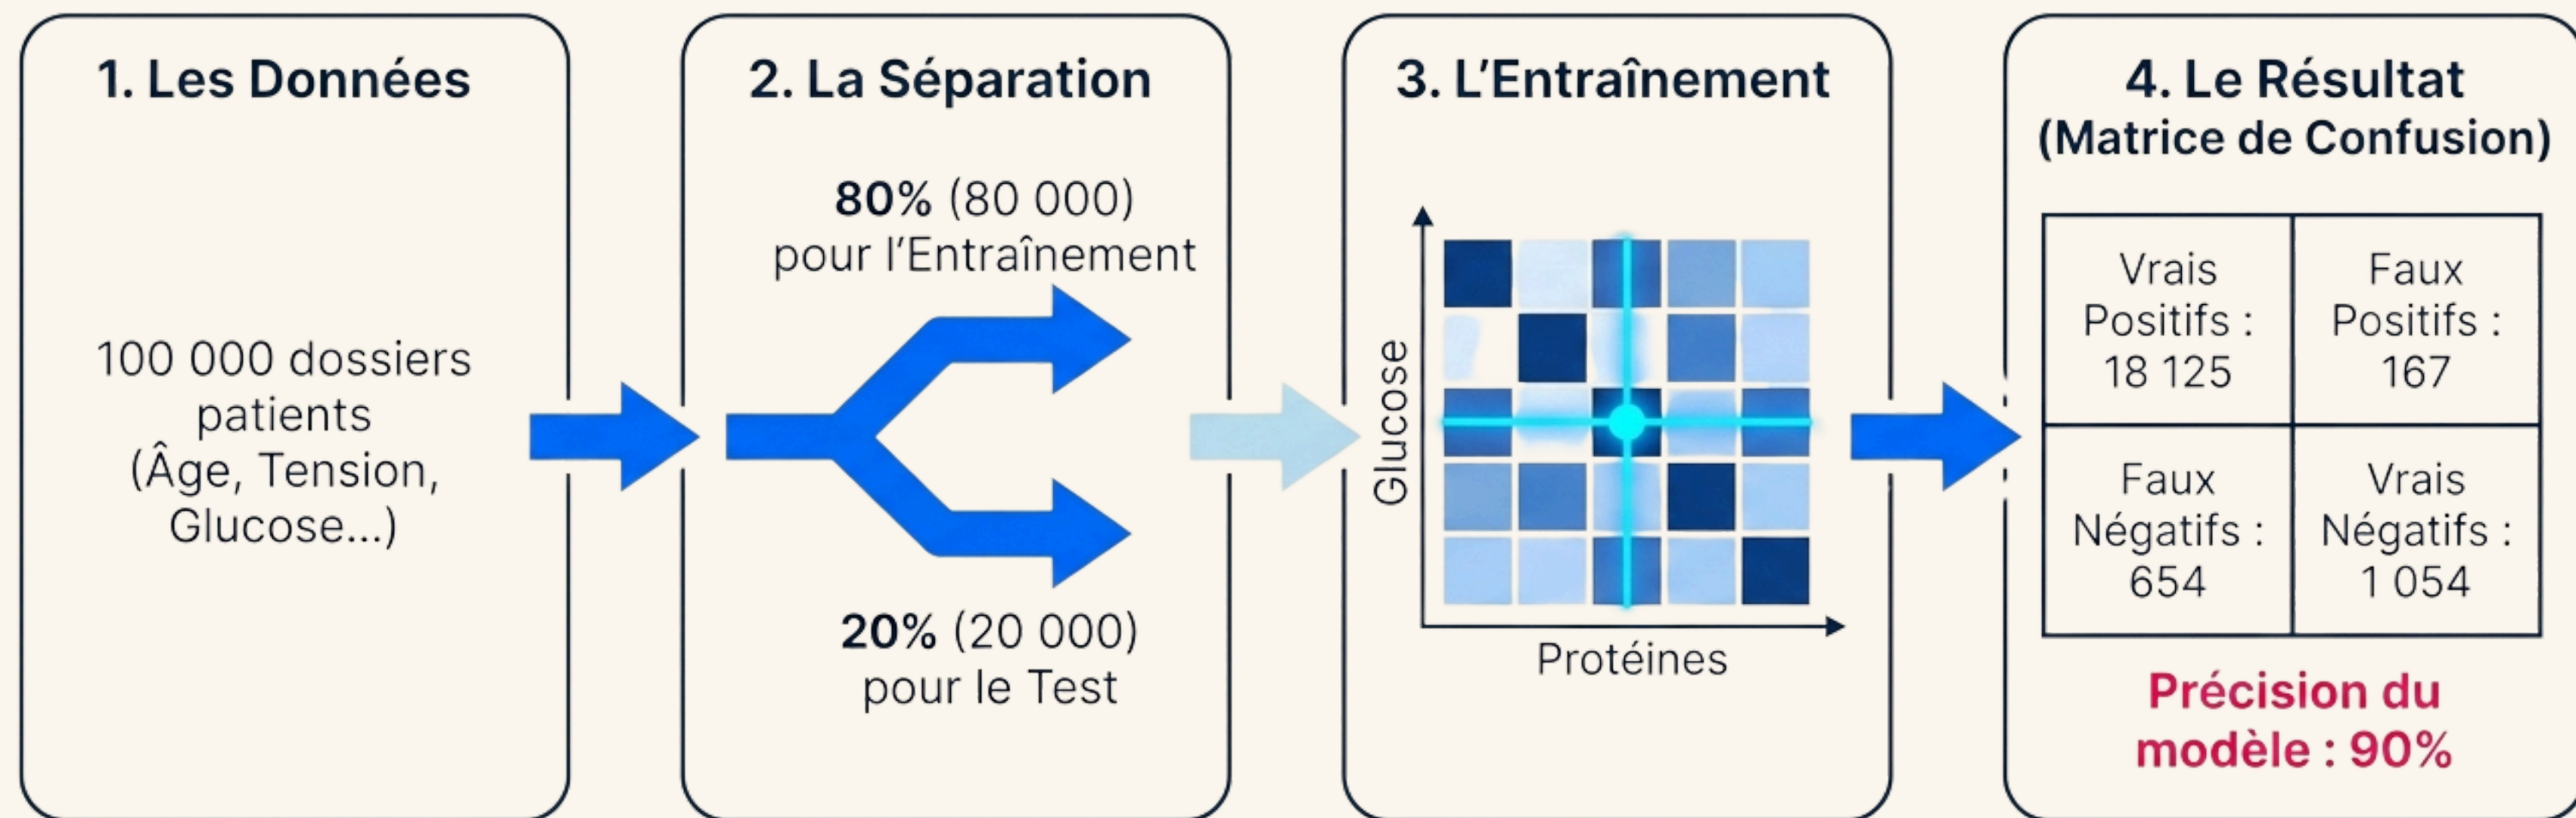 1. Les Données
100 000 dossiers
patients
(Âge, Tension,
Glucose...)
2. La Séparation
80% (80 000)
pour l’Entraînement
20% (20 000)
pour le Test
3. L’Entraînement
Glucose
Protéines
4. Le Résultat
(Matrice de Confusion)
Vrais
Positifs :
18 125
Faux
Positifs :
167
Faux
Négatifs :
654
Vrais
Négatifs :
1 054
Précision du
modèle : 90%